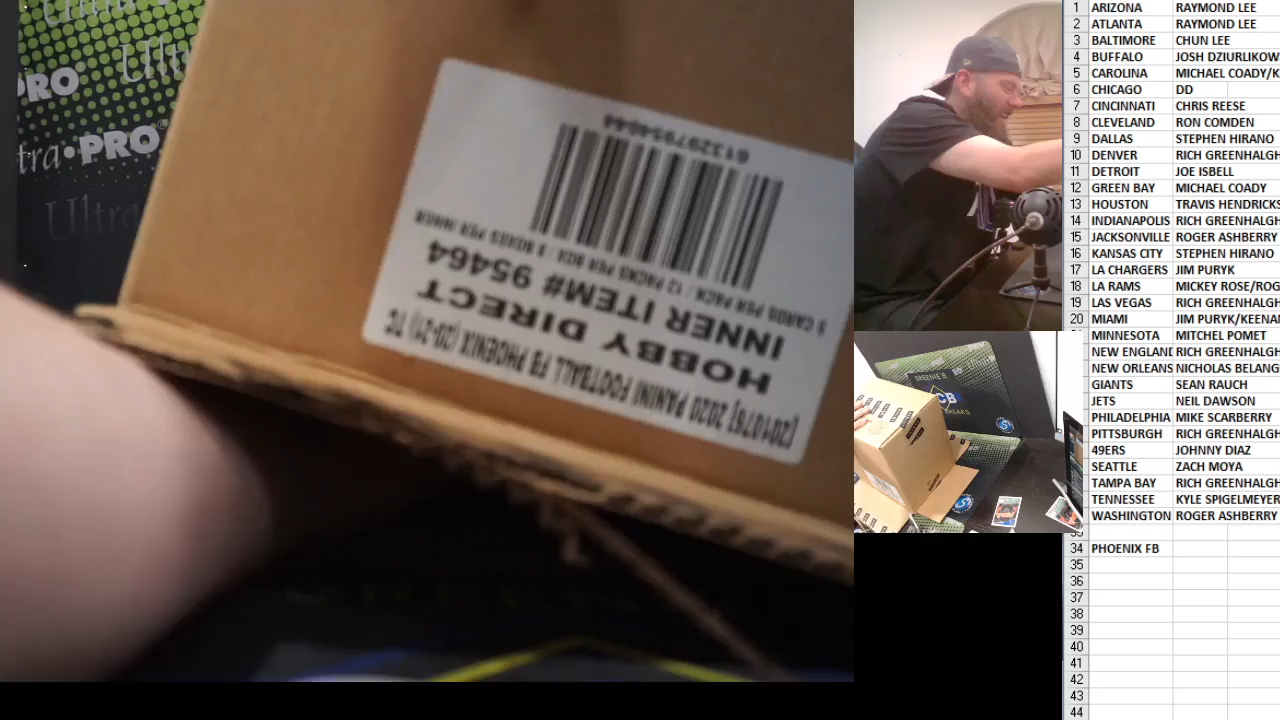 Ultra
PRO
Ultra
tra•PRO
Ultra
613297954644
5 CARDS PER PACK / 12 PACKS PER BOX / 8 BOXES PER INNER
INNER ITEM# 95464
HOBBY DIRECT
2020 PANINI FOOTBALL FB PHOENIX (20-21) TC
GREENIE'S
CB
BREAKS
1 ARIZONA RAYMOND LEE
2 ATLANTA RAYMOND LEE
3 BALTIMORE CHUN LEE
4 BUFFALO JOSH DZIURLIKOW
5 CAROLINA MICHAEL COADY/K
6 CHICAGO DD
7 CINCINNATI CHRIS REESE
8 CLEVELAND RON COMDEN
9 DALLAS STEPHEN HIRANO
10 DENVER RICH GREENHALGH
11 DETROIT JOE ISBELL
12 GREEN BAY MICHAEL COADY
13 HOUSTON TRAVIS HENDRICKS
14 INDIANAPOLIS RICH GREENHALGH
15 JACKSONVILLE ROGER ASHBERRY
16 KANSAS CITY STEPHEN HIRANO
17 LA CHARGERS JIM PURYK
18 LA RAMS MICKEY ROSE/ROG
19 LAS VEGAS RICH GREENHALGH
20 MIAMI JIM PURYK/KEENAN
MINNESOTA MITCHEL POMET
NEW ENGLAND RICH GREENHALGH
NEW ORLEANS NICHOLAS BELANG
GIANTS SEAN RAUCH
JETS NEIL DAWSON
PHILADELPHIA MIKE SCARBERRY
PITTSBURGH RICH GREENHALGH
49ERS JOHNNY DIAZ
SEATTLE ZACH MOYA
TAMPA BAY RICH GREENHALGH
TENNESSEE KYLE SPIGELMEYER
WASHINGTON ROGER ASHBERRY
34 PHOENIX FB
35
36
37
38
39
40
41
42
43
44